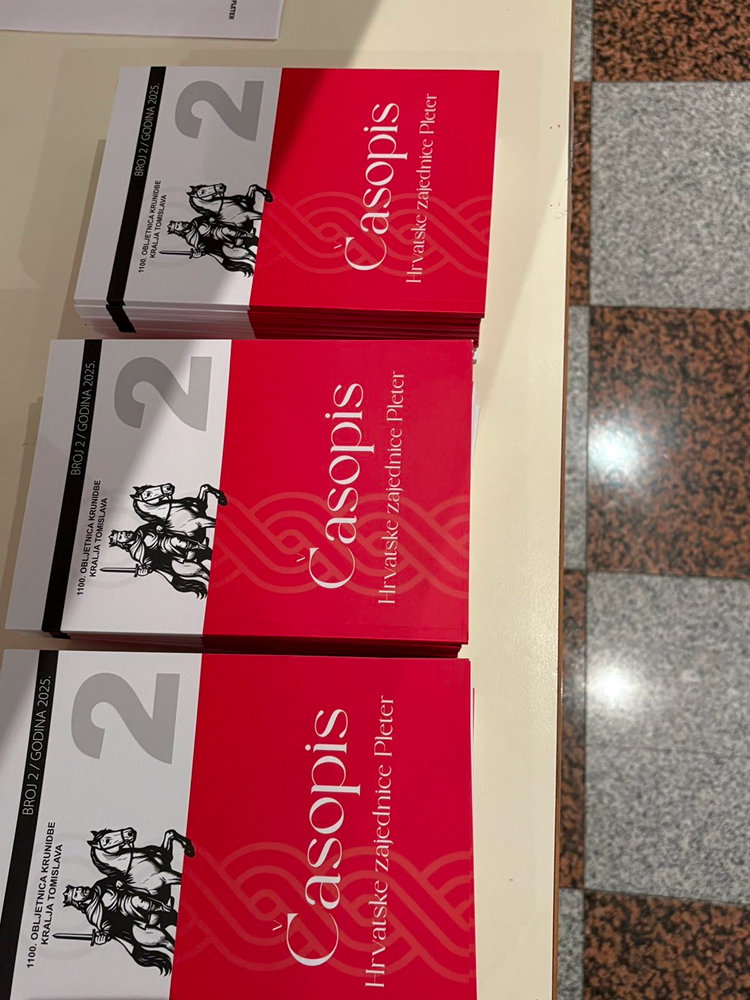 PLETER
BROJ 2 / GODINA 2025.
2
1100. OBLJETNICA KRUNIDBE
KRALJA TOMISLAVA
Časopis
Hrvatske zajednice Pleter
BROJ 2 / GODINA 2025.
2
1100. OBLJETNICA KRUNIDBE
KRALJA TOMISLAVA
Časopis
Hrvatske zajednice Pleter
BROJ 2 / GODINA 2025.
2
1100. OBLJETNICA KRUNIDBE
KRALJA TOMISLAVA
Časopis
Hrvatske zajednice Pleter